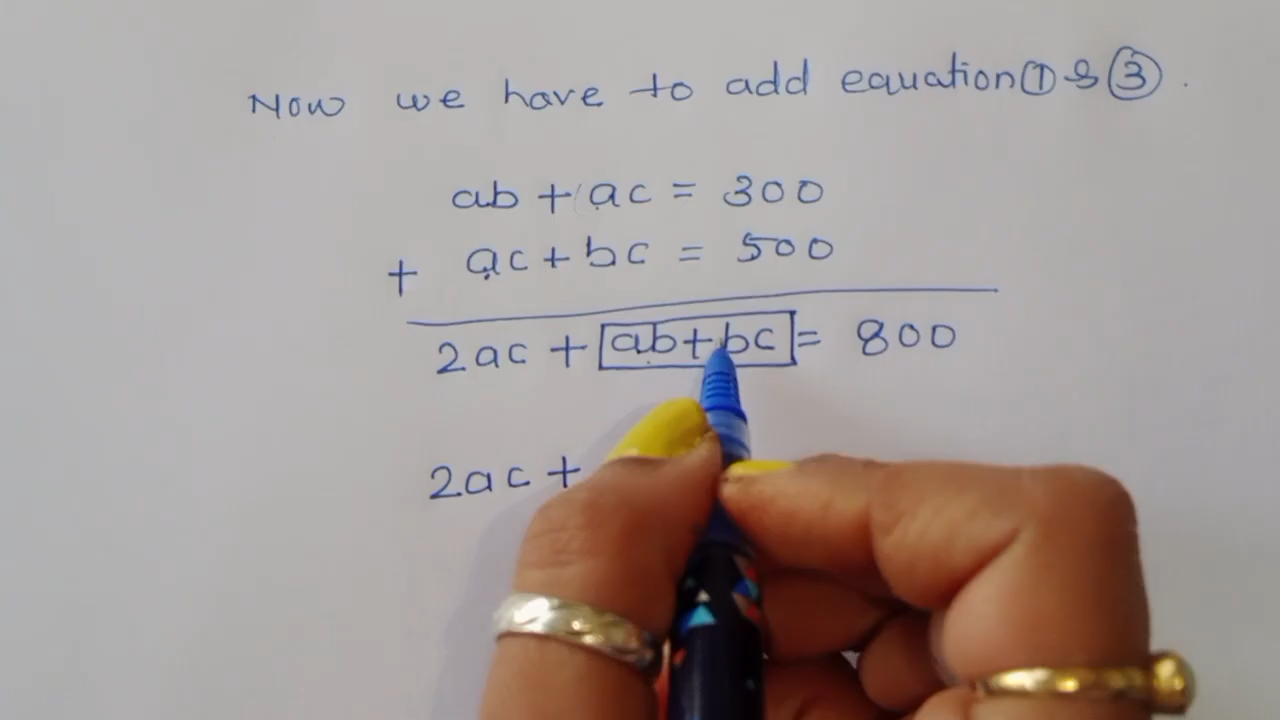 Now we have to add equation ① & ③.
ab + ac = 300
+ ac + bc = 500
2ac + ab+bc = 800
2ac +